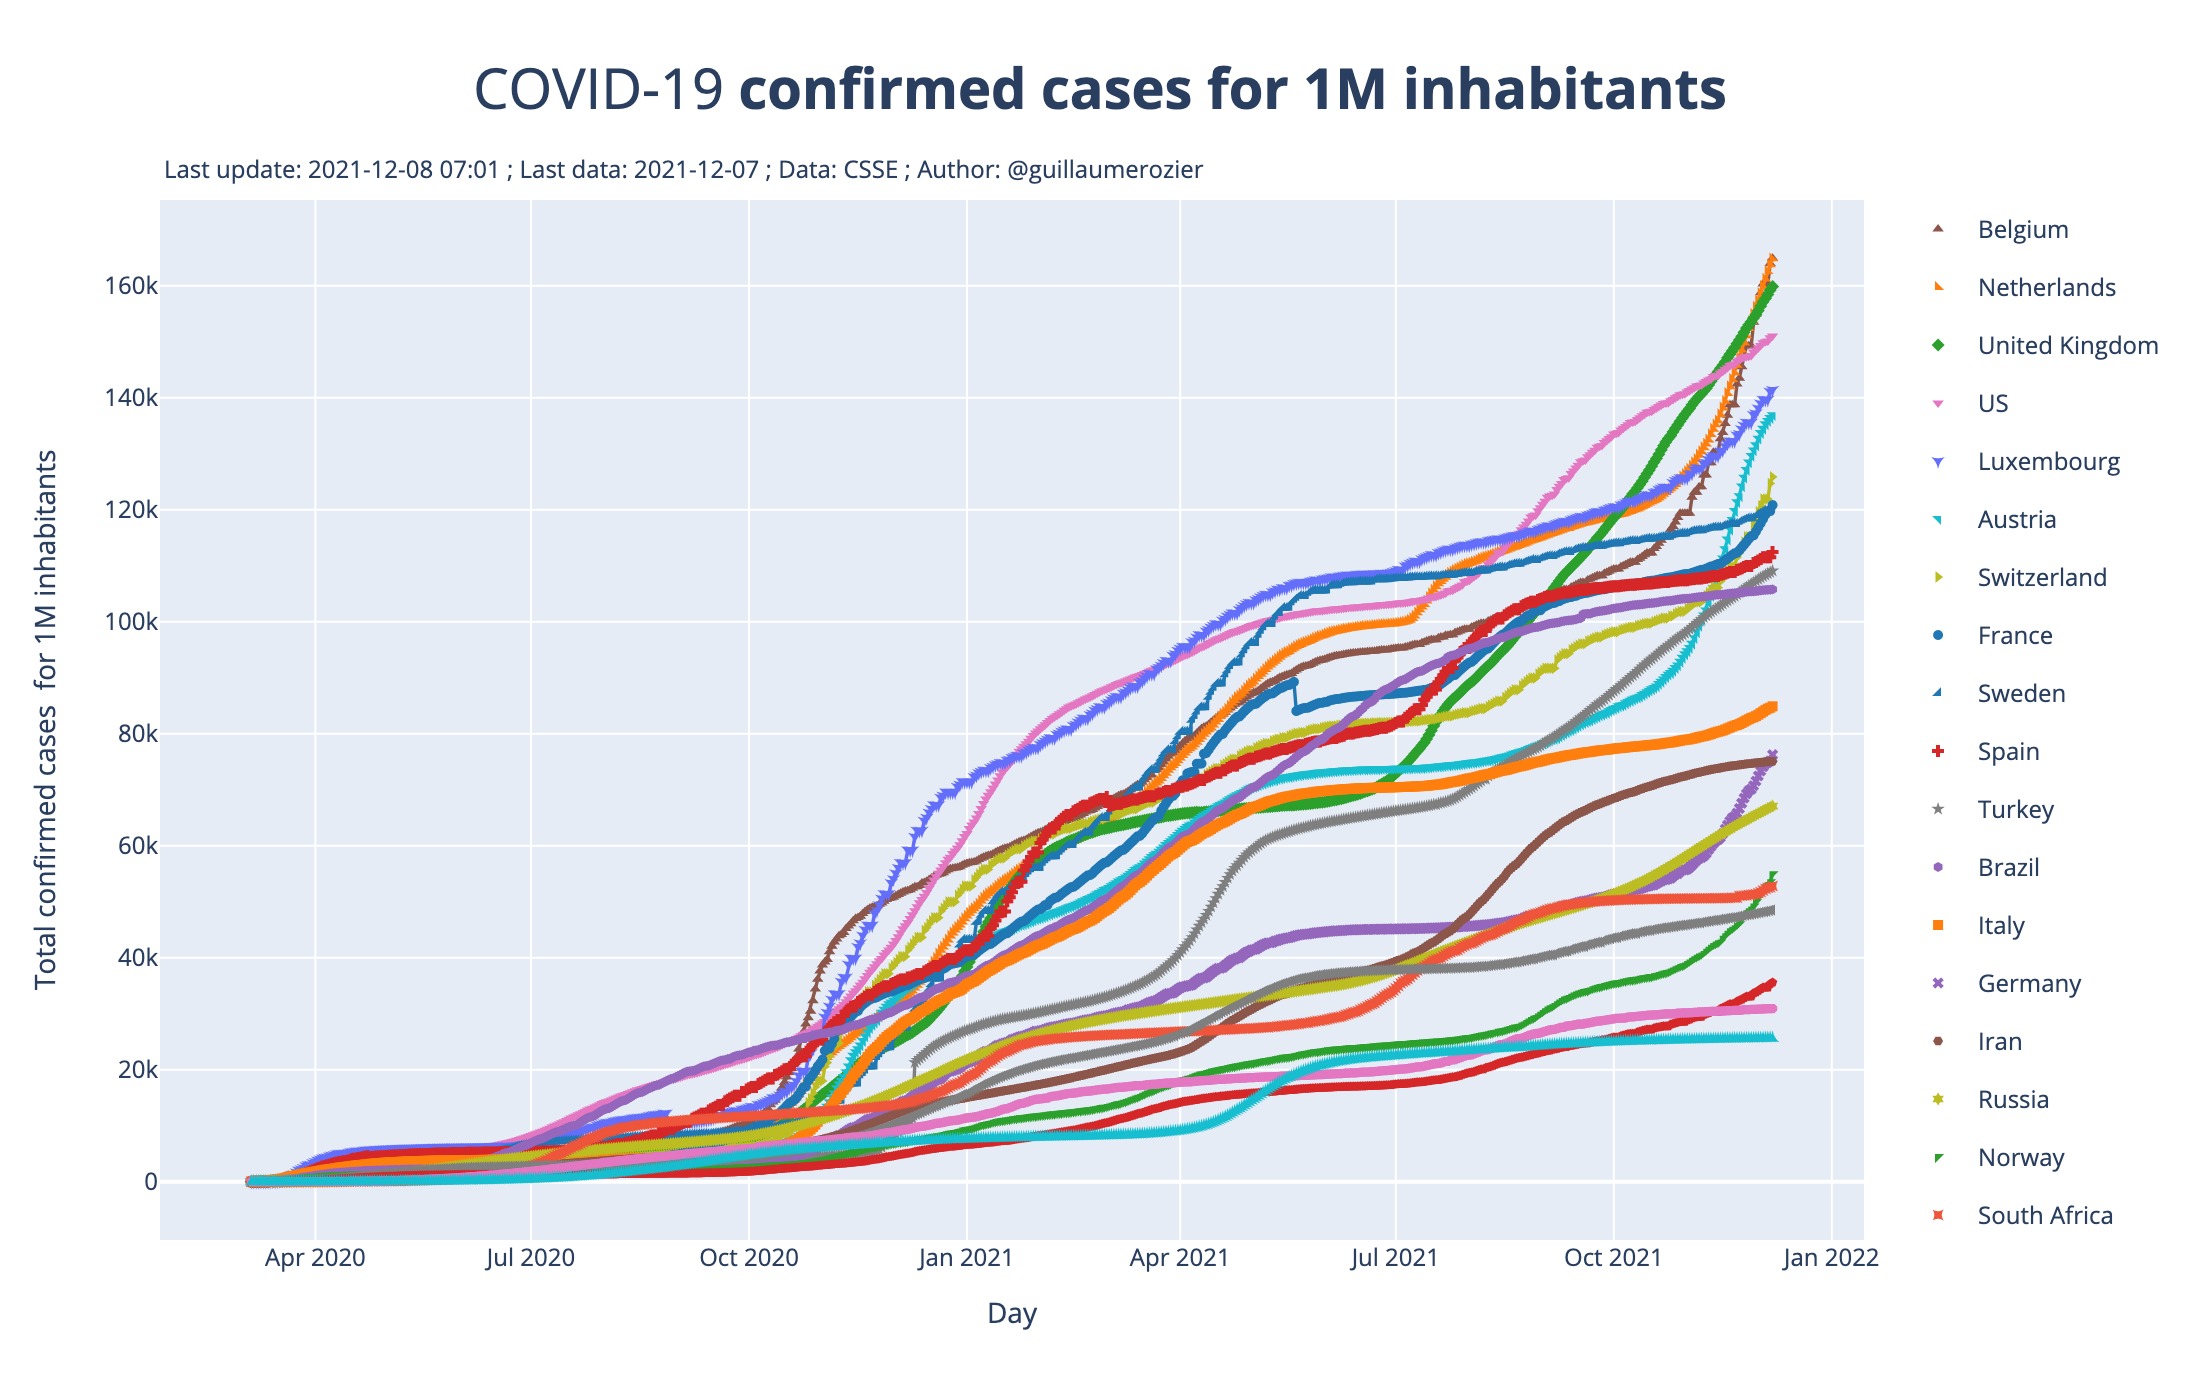 COVID-19 confirmed cases for 1M inhabitants
Last update: 2021-12-08 07:01 ; Last data: 2021-12-07 ; Data: CSSE ; Author: @guillaumerozier
Total confirmed cases  for 1M inhabitants
160k
140k
120k
100k
80k
60k
40k
20k
0
Apr 2020
Jul 2020
Oct 2020
Jan 2021
Apr 2021
Jul 2021
Oct 2021
Jan 2022
Day
Belgium
Netherlands
United Kingdom
US
Luxembourg
Austria
Switzerland
France
Sweden
Spain
Turkey
Brazil
Italy
Germany
Iran
Russia
Norway
South Africa